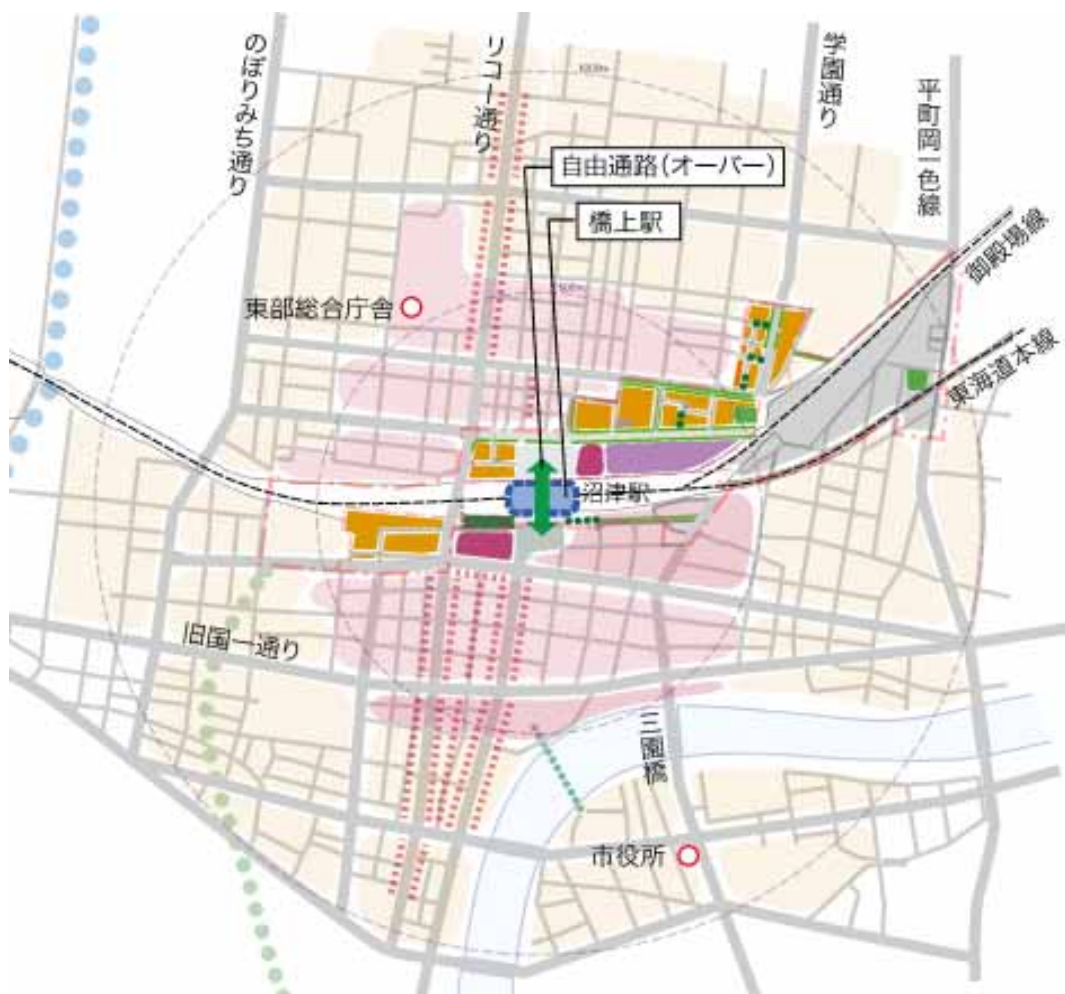 のぼりみち通り
リコー通り
学園通り
平町岡一色線
1000m
自由通路(オーバー)
橋上駅
御殿場線
東部総合庁舎
500m
東海道本線
沼津駅
旧国一通り
三園橋
市役所